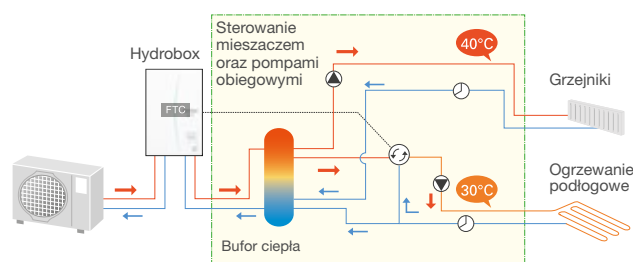 Sterowanie
mieszaczem
oraz pompami
obiegowymi
Hydrobox
FTC
40°C
Grzejniki
30°C
Ogrzewanie
podłogowe
Bufor ciepła